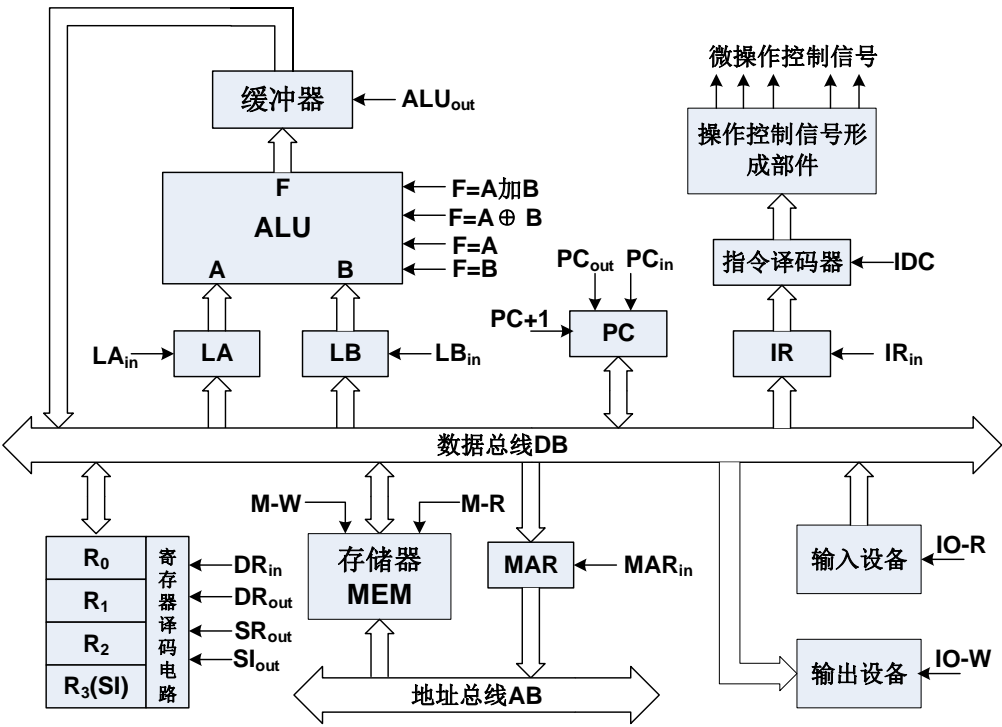 微操作控制信号
缓冲器
ALUout
操作控制信号形
成部件
F
ALU
A
B
F=A加B
F=A⊕ B
F=A
F=B
指令译码器
IDC
PCout
PCin
PC+1
PC
LAin
LA
LB
LBin
IR
IRin
数据总线DB
M-W
M-R
R0
R1
R2
R3(SI)
寄存器译码电路
DRin
DRout
SRout
SIout
存储器
MEM
MAR
MARin
输入设备
IO-R
输出设备
IO-W
地址总线AB